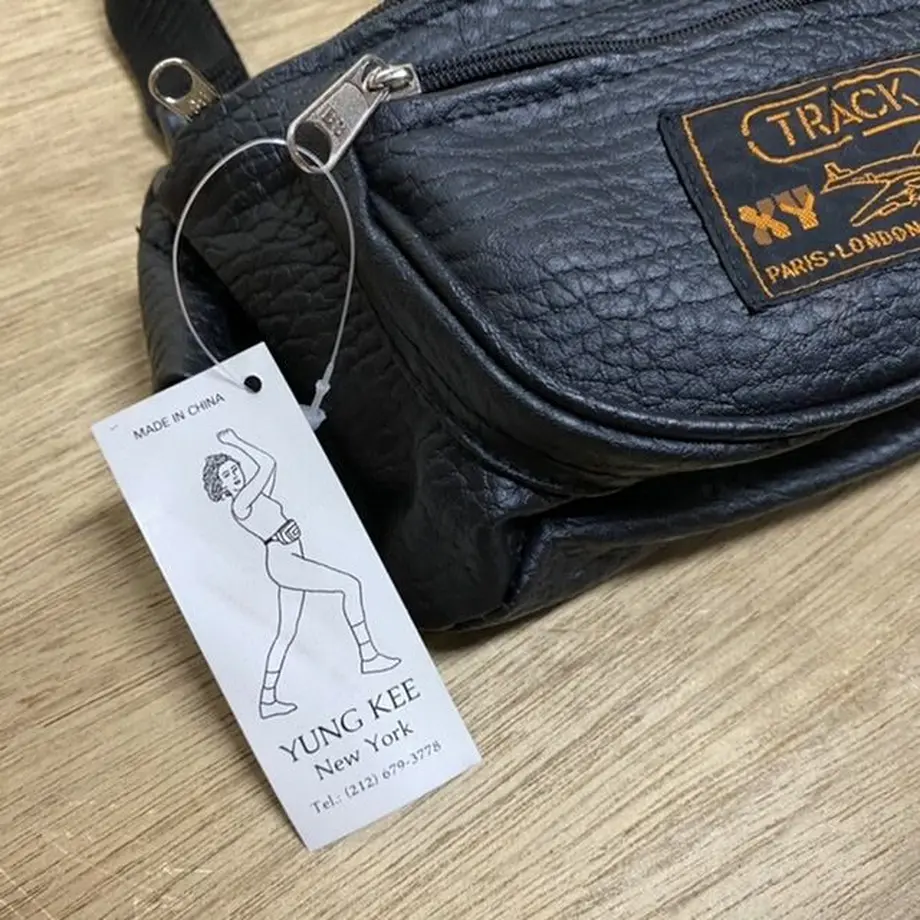 TRACK
XY
PARIS·LONDON
MADE IN CHINA
YUNG KEE
New York
Tel.: (212) 679-3778